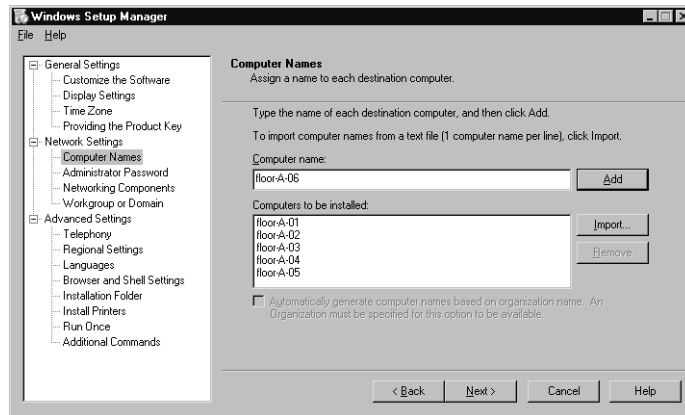 Windows Setup Manager
File Help
General Settings
Customize the Software
Display Settings
Time Zone
Providing the Product Key
Network Settings
Computer Names
Administrator Password
Networking Components
Workgroup or Domain
Advanced Settings
Telephony
Regional Settings
Languages
Browser and Shell Settings
Installation Folder
Install Printers
Run Once
Additional Commands
Computer Names
Assign a name to each destination computer.
Type the name of each destination computer, and then click Add.
To import computer names from a text file (1 computer name per line), click Import.
Computer name:
floor-A-06
Add
Computers to be installed:
floor-A-01
floor-A-02
floor-A-03
floor-A-04
floor-A-05
Import...
Remove
Automatically generate computer names based on organization name. An
Organization must be specified for this option to be available.
< Back
Next >
Cancel
Help